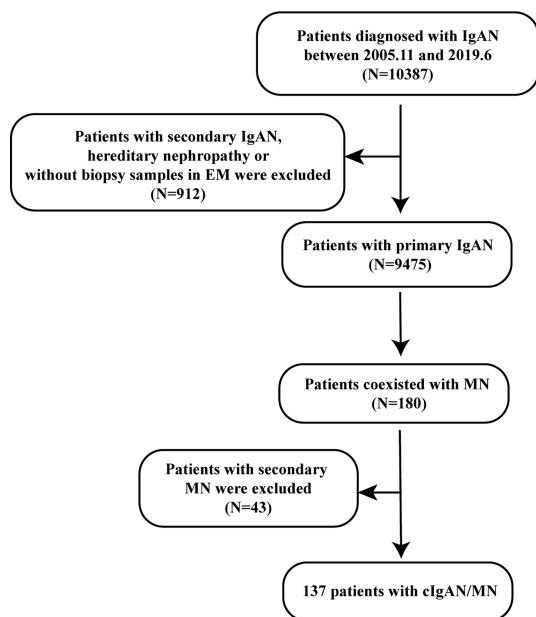 Patients diagnosed with IgAN
between 2005.11 and 2019.6
(N=10387)
Patients with secondary IgAN,
hereditary nephropathy or
without biopsy samples in EM were excluded
(N=912)
Patients with primary IgAN
(N=9475)
Patients coexisted with MN
(N=180)
Patients with secondary
MN were excluded
(N=43)
137 patients with cIgAN/MN